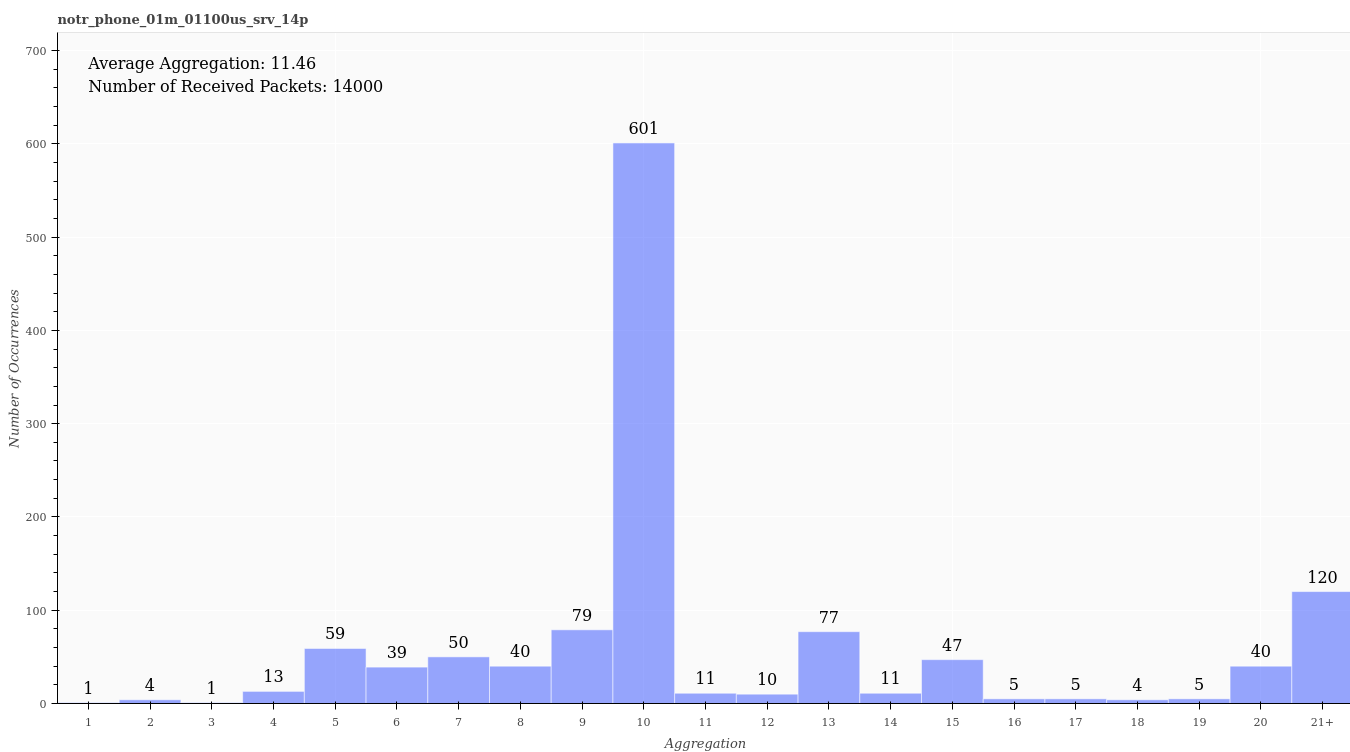 notr_phone_01m_01100us_srv_14p
Average Aggregation: 11.46
Number of Received Packets: 14000
Number of Occurrences
700
600
500
400
300
200
100
0
1 4 1 13 59 39 50 40 79 601 11 10 77 11 47 5 5 4 5 40 120
1 2 3 4 5 6 7 8 9 10 11 12 13 14 15 16 17 18 19 20 21+
Aggregation